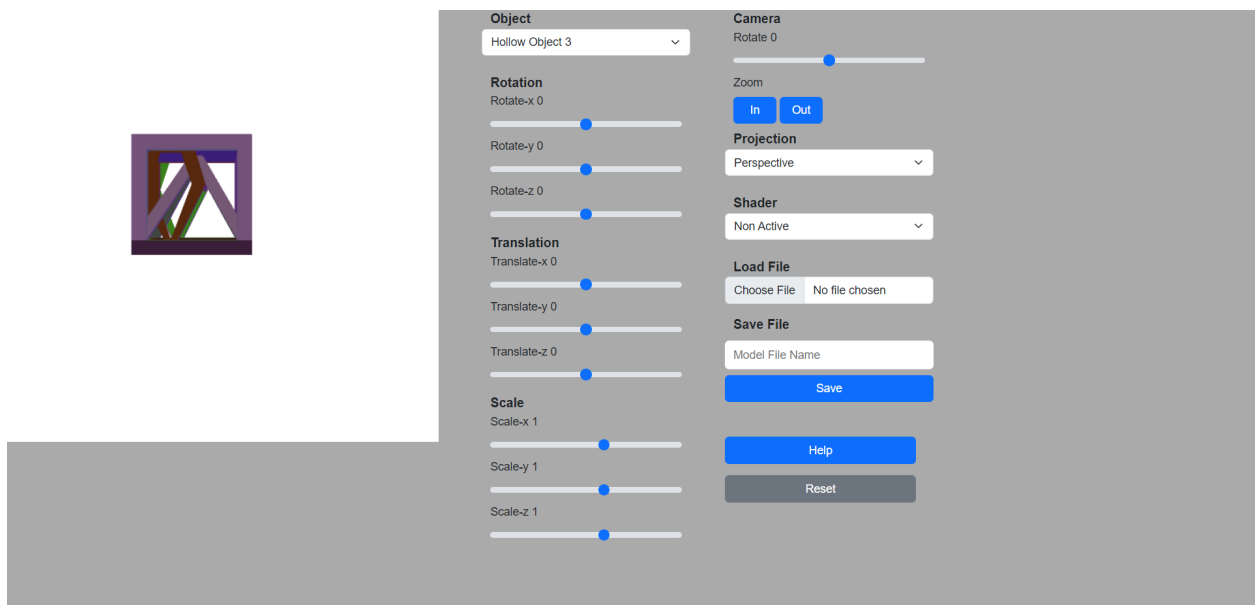 Object
Hollow Object 3
Rotation
Rotate-x 0
Rotate-y 0
Rotate-z 0
Translation
Translate-x 0
Translate-y 0
Translate-z 0
Scale
Scale-x 1
Scale-y 1
Scale-z 1
Camera
Rotate 0
Zoom
In Out
Projection
Perspective
Shader
Non Active
Load File
Choose File No file chosen
Save File
Model File Name
Save
Help
Reset